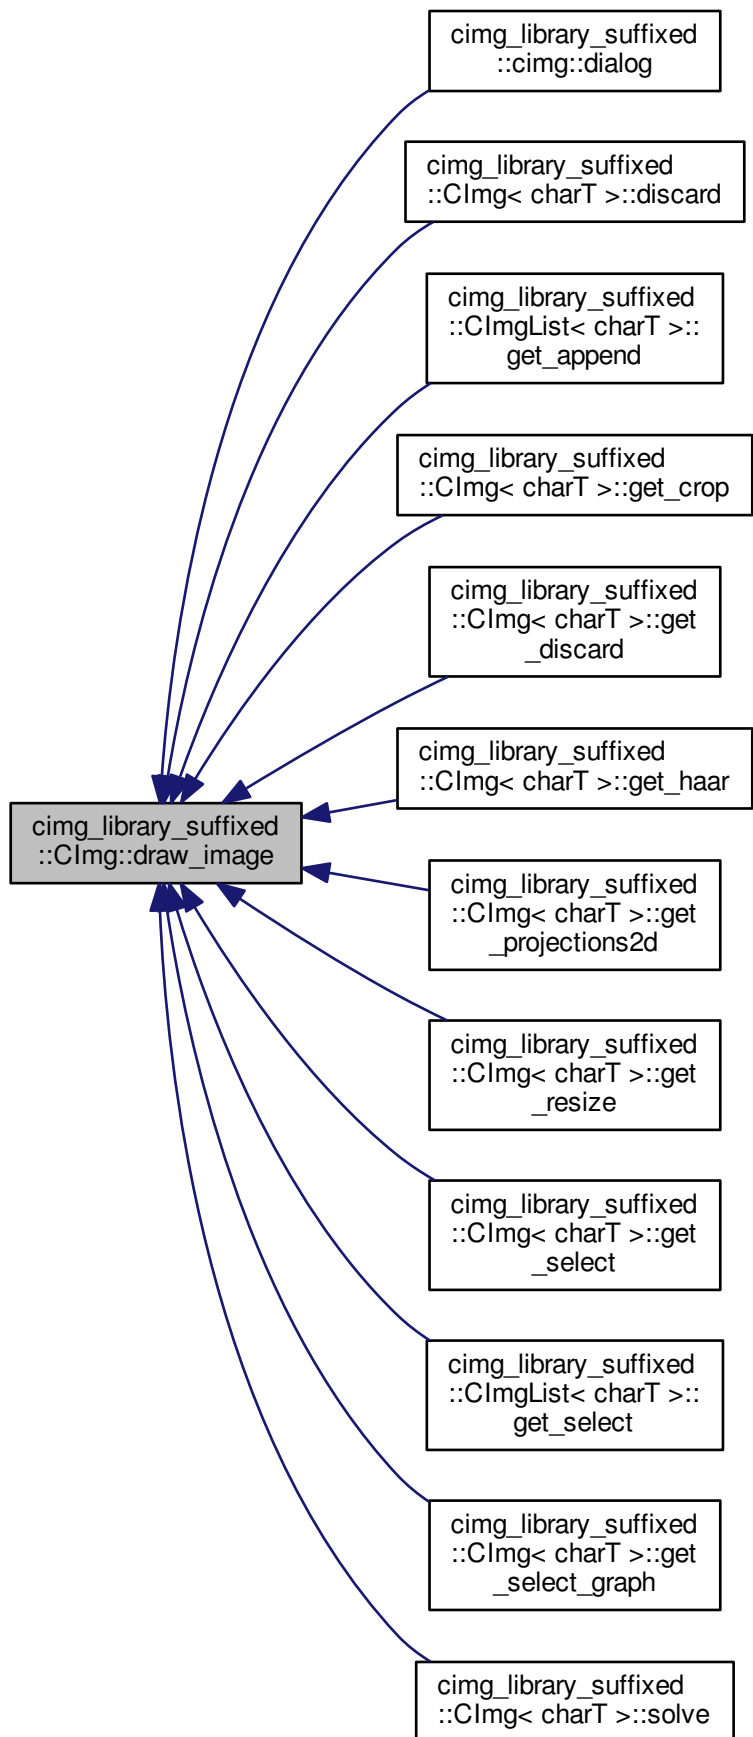 cimg_library_suffixed
::cimg::dialog
cimg_library_suffixed
::CImg< charT >::discard
cimg_library_suffixed
::CImgList< charT >::
get_append
cimg_library_suffixed
::CImg< charT >::get_crop
cimg_library_suffixed
::CImg< charT >::get
_discard
cimg_library_suffixed
::CImg< charT >::get_haar
cimg_library_suffixed
::CImg::draw_image
cimg_library_suffixed
::CImg< charT >::get
_projections2d
cimg_library_suffixed
::CImg< charT >::get
_resize
cimg_library_suffixed
::CImg< charT >::get
_select
cimg_library_suffixed
::CImgList< charT >::
get_select
cimg_library_suffixed
::CImg< charT >::get
_select_graph
cimg_library_suffixed
::CImg< charT >::solve